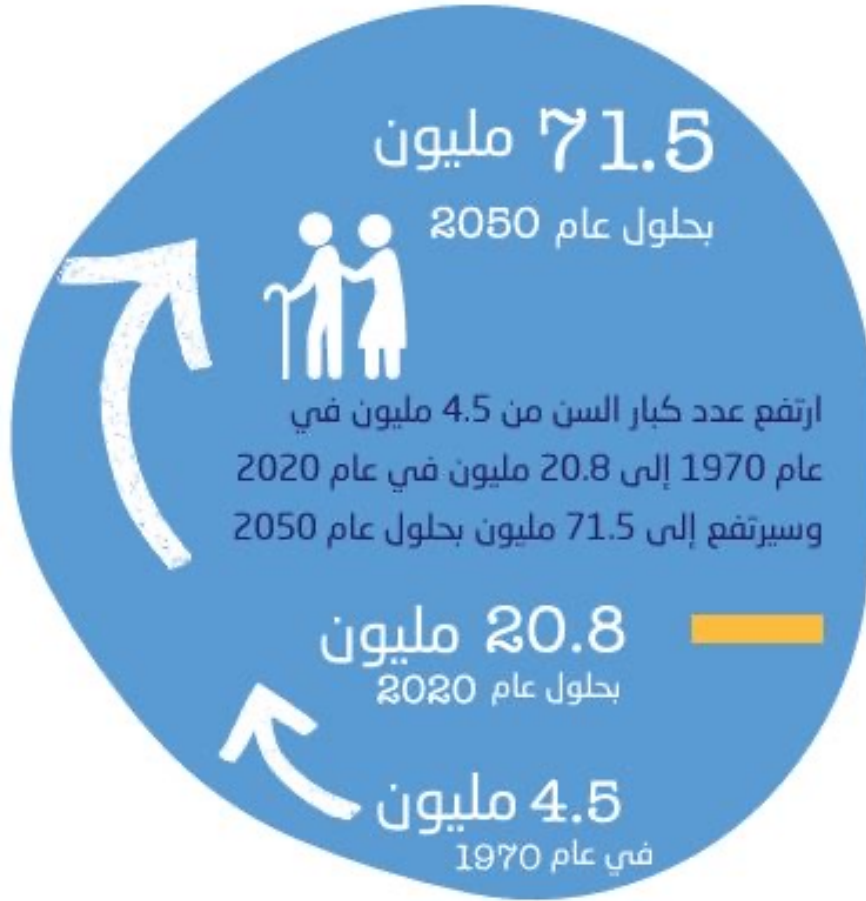 71.5 مليون
بحلول عام 2050
ارتفع عدد كبار السن من 4.5 مليون في
عام 1970 إلى 20.8 مليون في عام 2020
وسيرتفع إلى 71.5 مليون بحلول عام 2050
20.8 مليون
بحلول عام 2020
4.5 مليون
في عام 1970